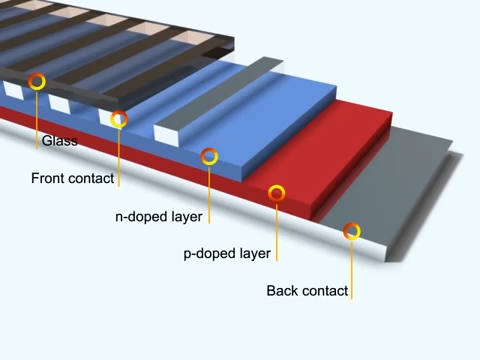 Glass
Front contact
n-doped layer
p-doped layer
Back contact